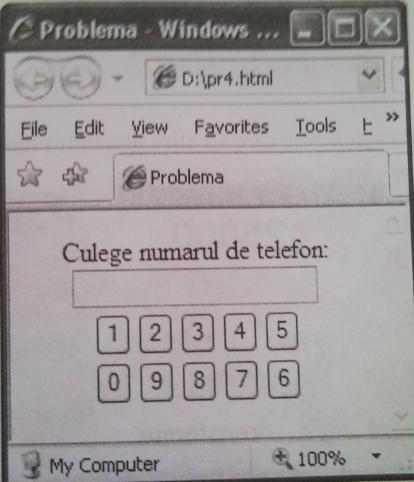 Problema - Windows ...
D:\pr4.html
File Edit View Favorites Tools »
Problema
Culege numarul de telefon:
1 2 3 4 5
0 9 8 7 6
My Computer 100%